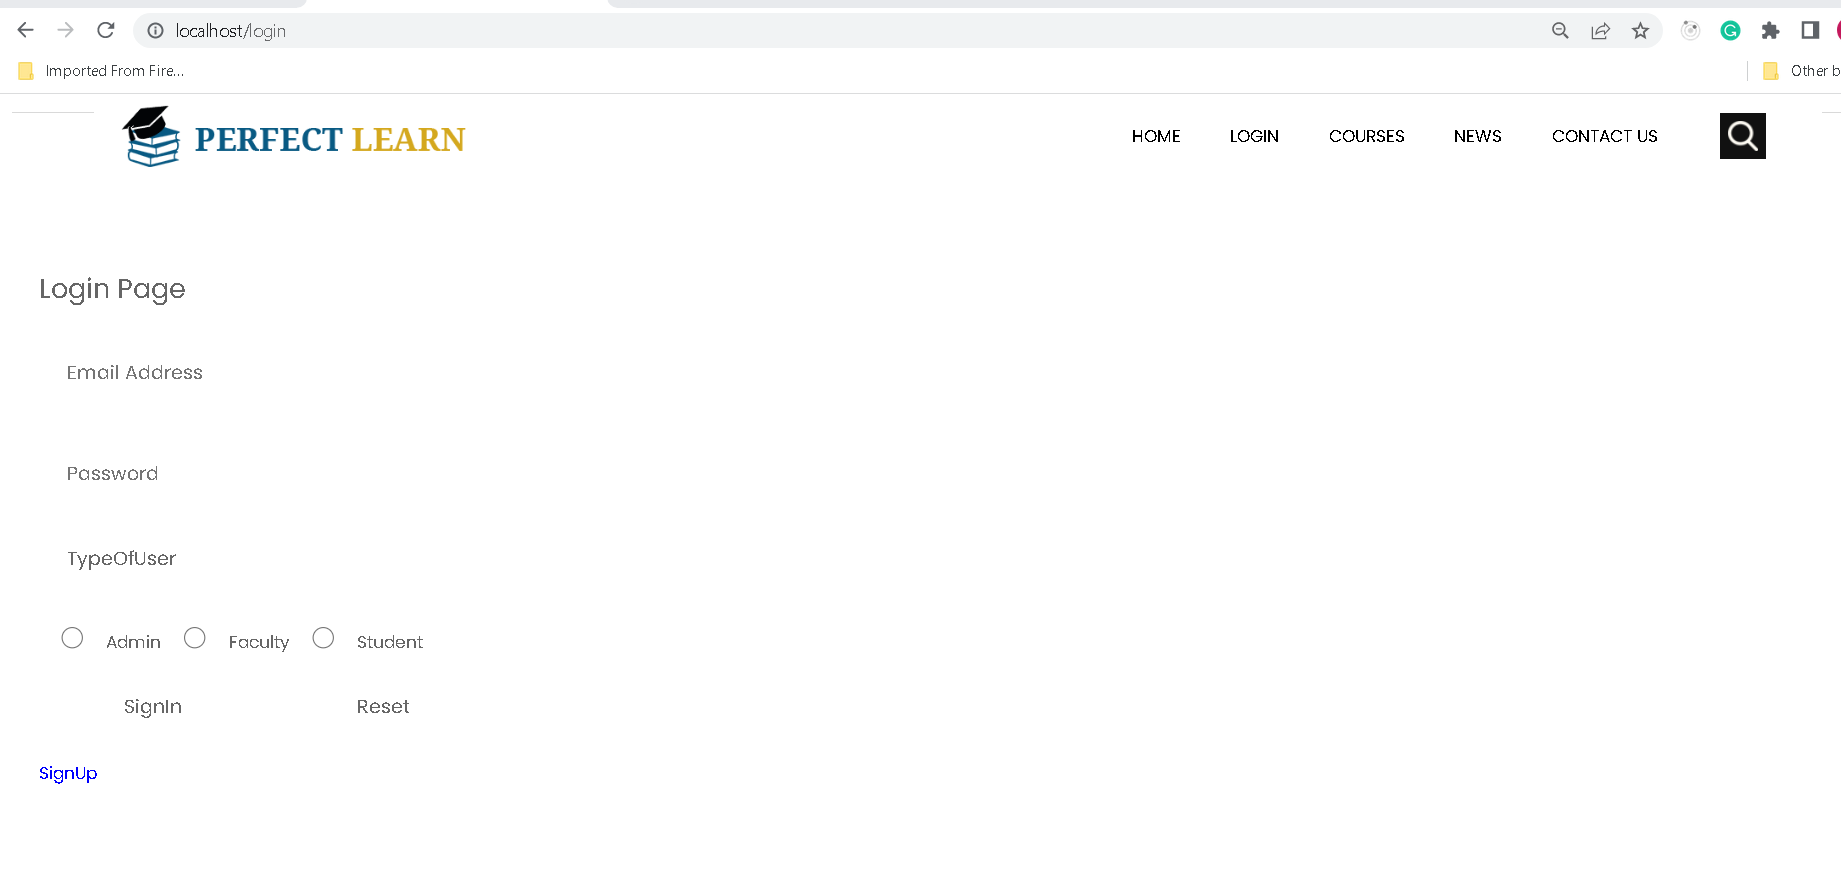 localhost/login
Imported From Fire...
Other b
PERFECT LEARN
HOME LOGIN COURSES NEWS CONTACT US
Login Page
Email Address
Password
TypeOfUser
Admin Faculty Student
SignIn Reset
SignUp